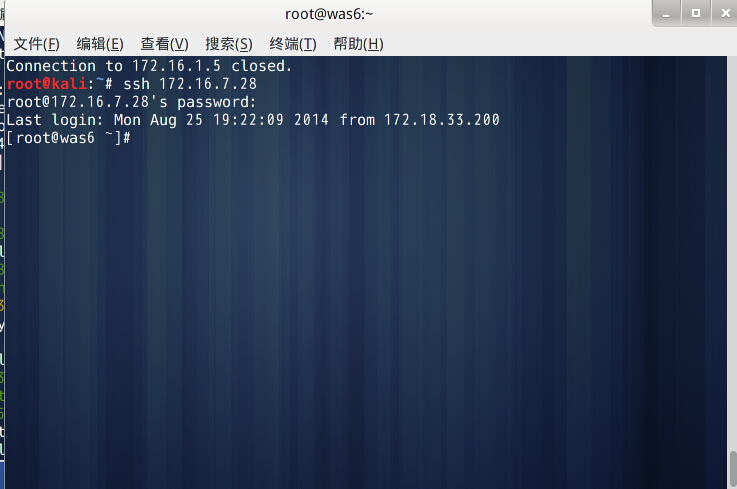 root@was6:~
文件(F) 编辑(E) 查看(V) 搜索(S) 终端(T) 帮助(H)
Connection to 172.16.1.5 closed.
root@kali:~# ssh 172.16.7.28
root@172.16.7.28's password:
Last login: Mon Aug 25 19:22:09 2014 from 172.18.33.200
[root@was6 ~]#